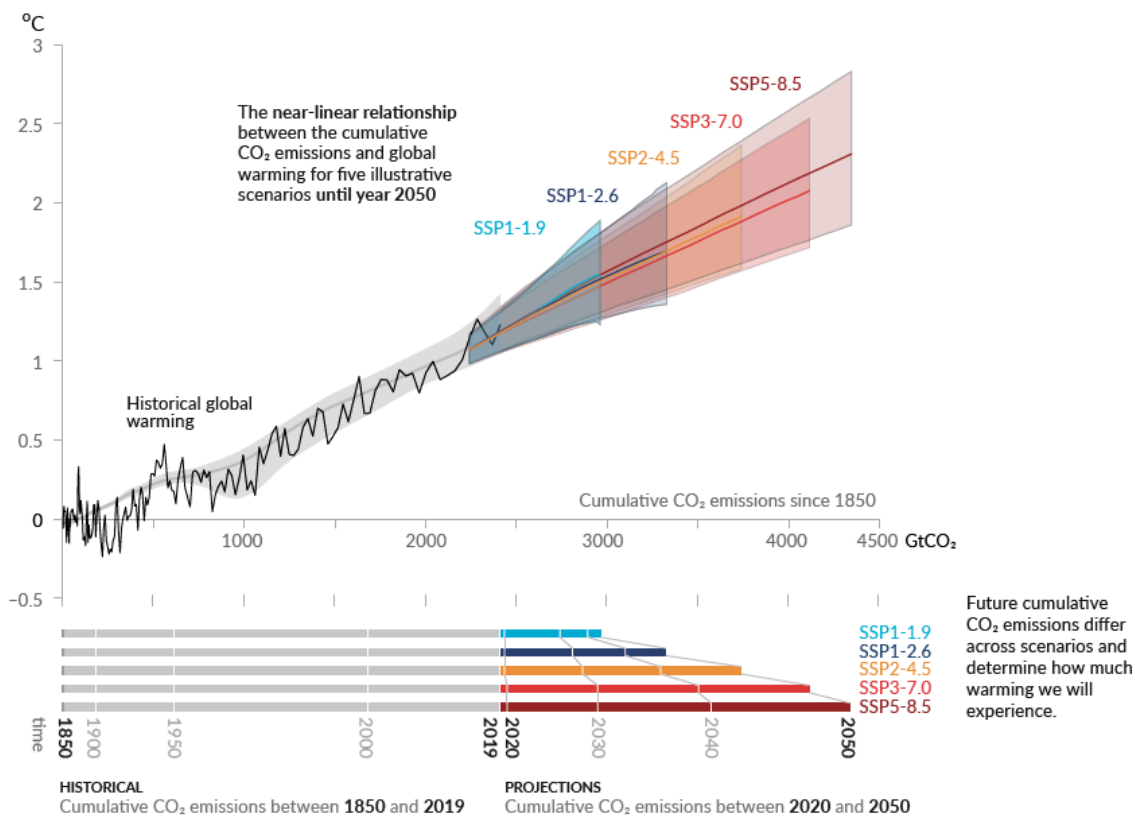 ºC
3
2.5
2
1.5
1
0.5
0
−0.5
The near-linear relationship
between the cumulative
CO₂ emissions and global
warming for five illustrative
scenarios until year 2050
SSP5-8.5
SSP3-7.0
SSP2-4.5
SSP1-2.6
SSP1-1.9
Historical global
warming
Cumulative CO₂ emissions since 1850
1000
2000
3000
4000
4500
GtCO₂
SSP1-1.9
SSP1-2.6
SSP2-4.5
SSP3-7.0
SSP5-8.5
Future cumulative
CO₂ emissions differ
across scenarios and
determine how much
warming we will
experience.
time
1850
1900
1950
2000
2019
2020
2030
2040
2050
HISTORICAL
Cumulative CO₂ emissions between 1850 and 2019
PROJECTIONS
Cumulative CO₂ emissions between 2020 and 2050